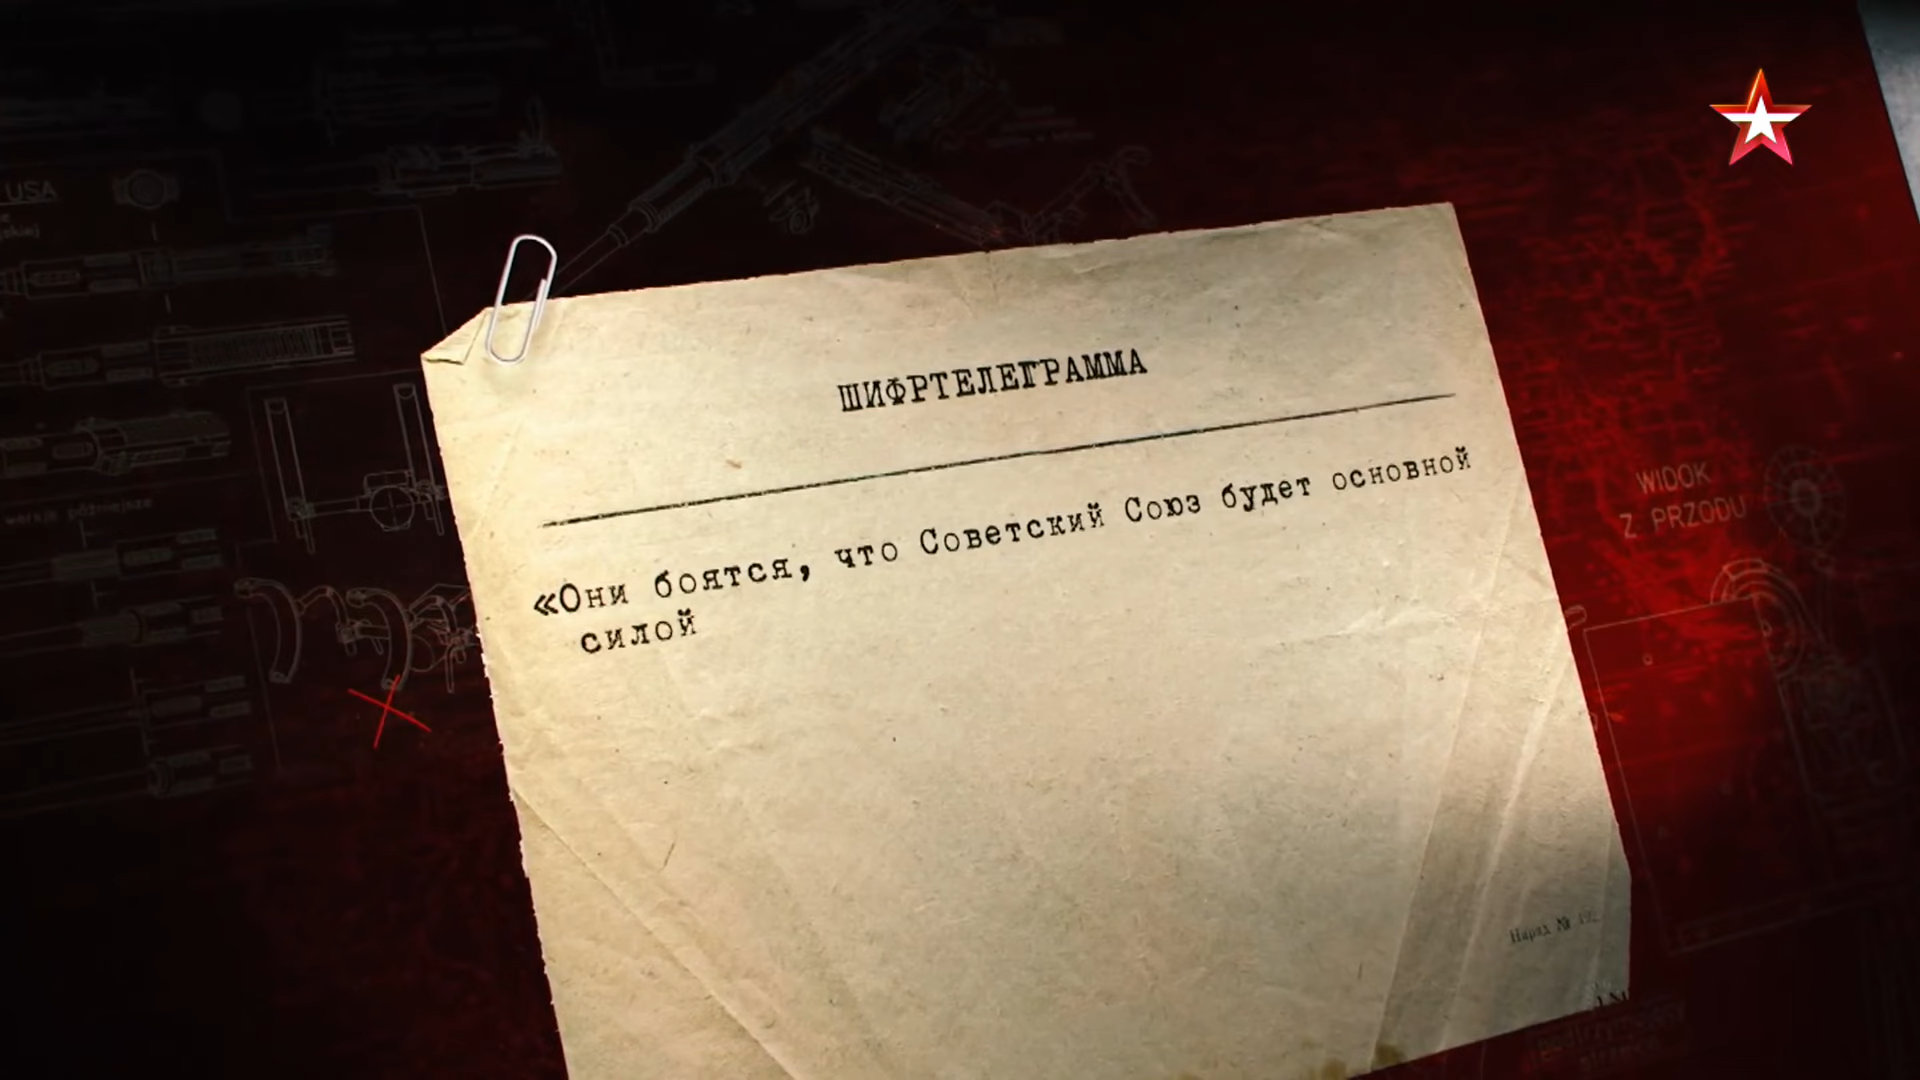 USA
ШИФРТЕЛЕГРАММА
«Они боятся, что Советский Союз будет основной
силой
WIDOK
Z. PRZODU